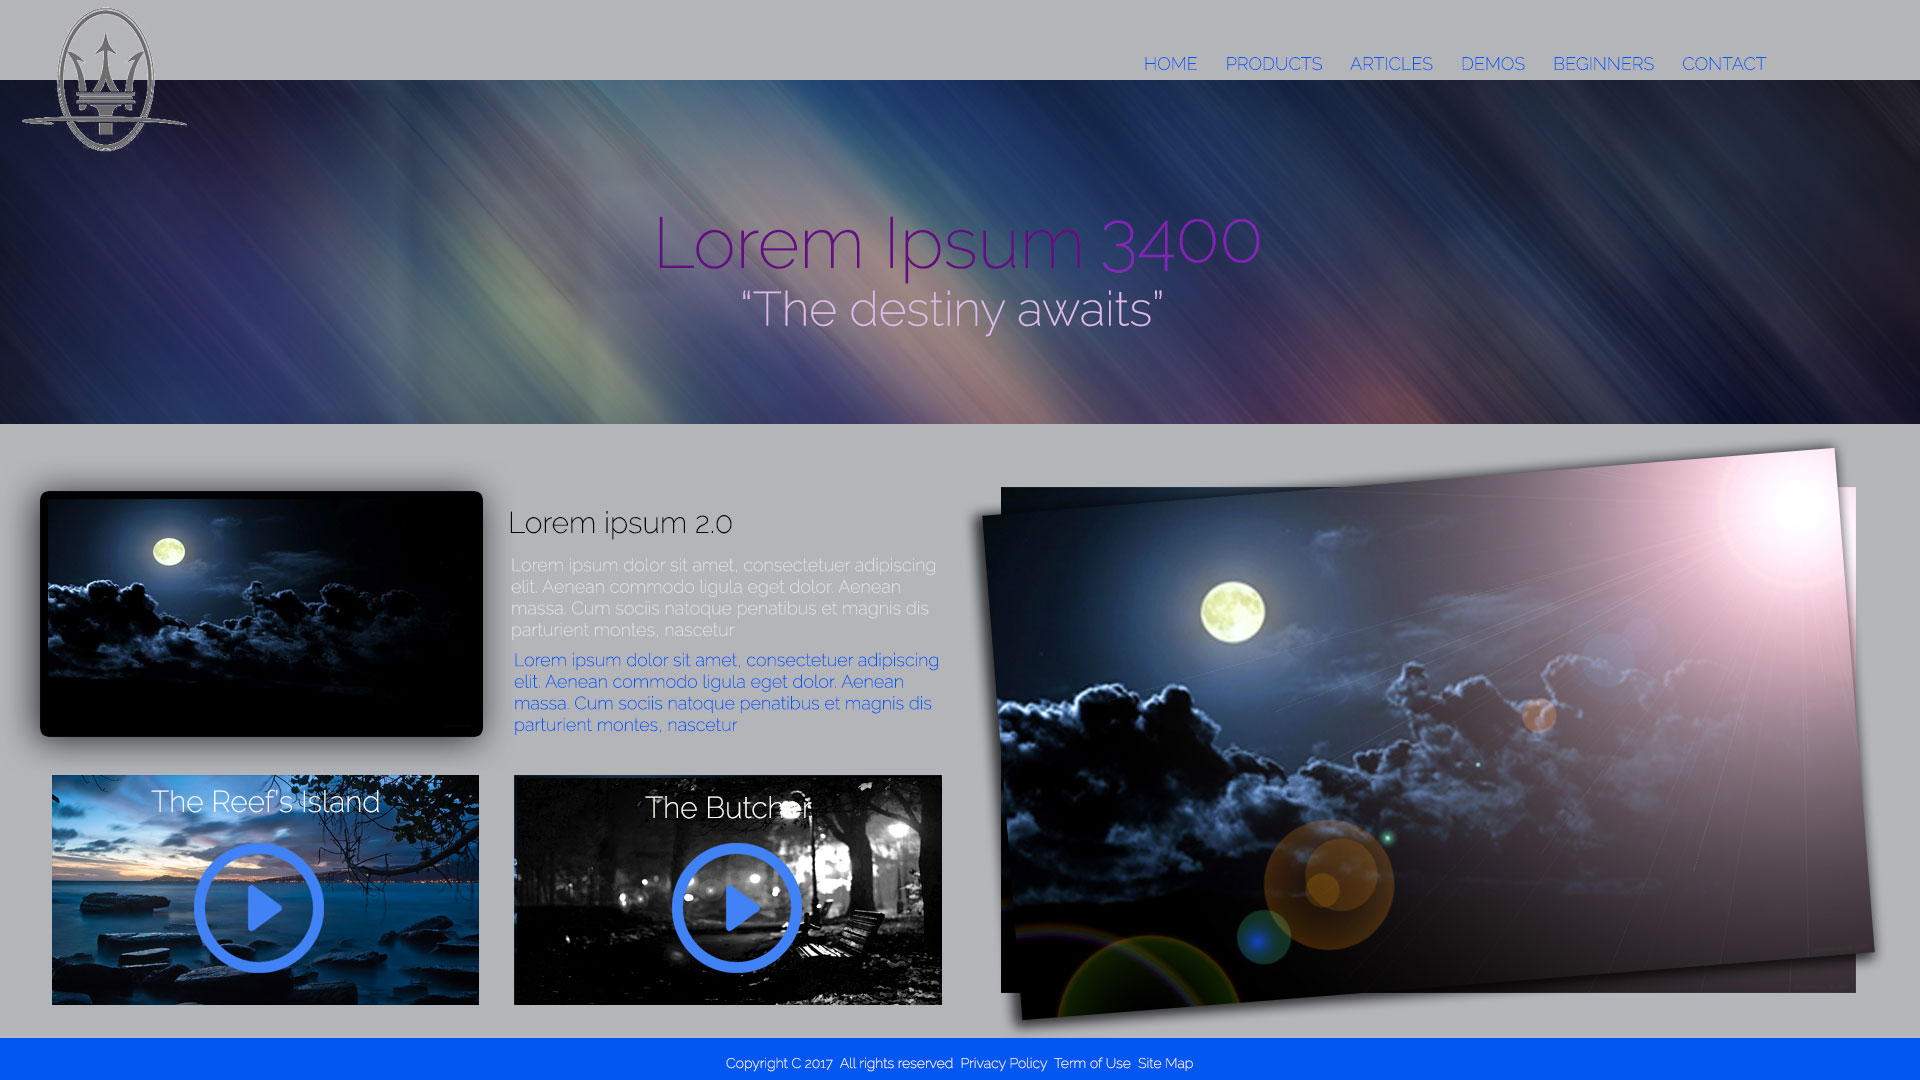 HOME PRODUCTS ARTICLES DEMOS BEGINNERS CONTACT
Lorem Ipsum 3400
“The destiny awaits”
Lorem ipsum 2.0
Lorem ipsum dolor sit amet, consectetuer adipiscing
elit. Aenean commodo ligula eget dolor. Aenean
massa. Cum sociis natoque penatibus et magnis dis
parturient montes, nascetur
Lorem ipsum dolor sit amet, consectetuer adipiscing
elit. Aenean commodo ligula eget dolor. Aenean
massa. Cum sociis natoque penatibus et magnis dis
parturient montes, nascetur
The Reef's Island
The Butcher
Copyright C 2017 All rights reserved Privacy Policy Term of Use Site Map